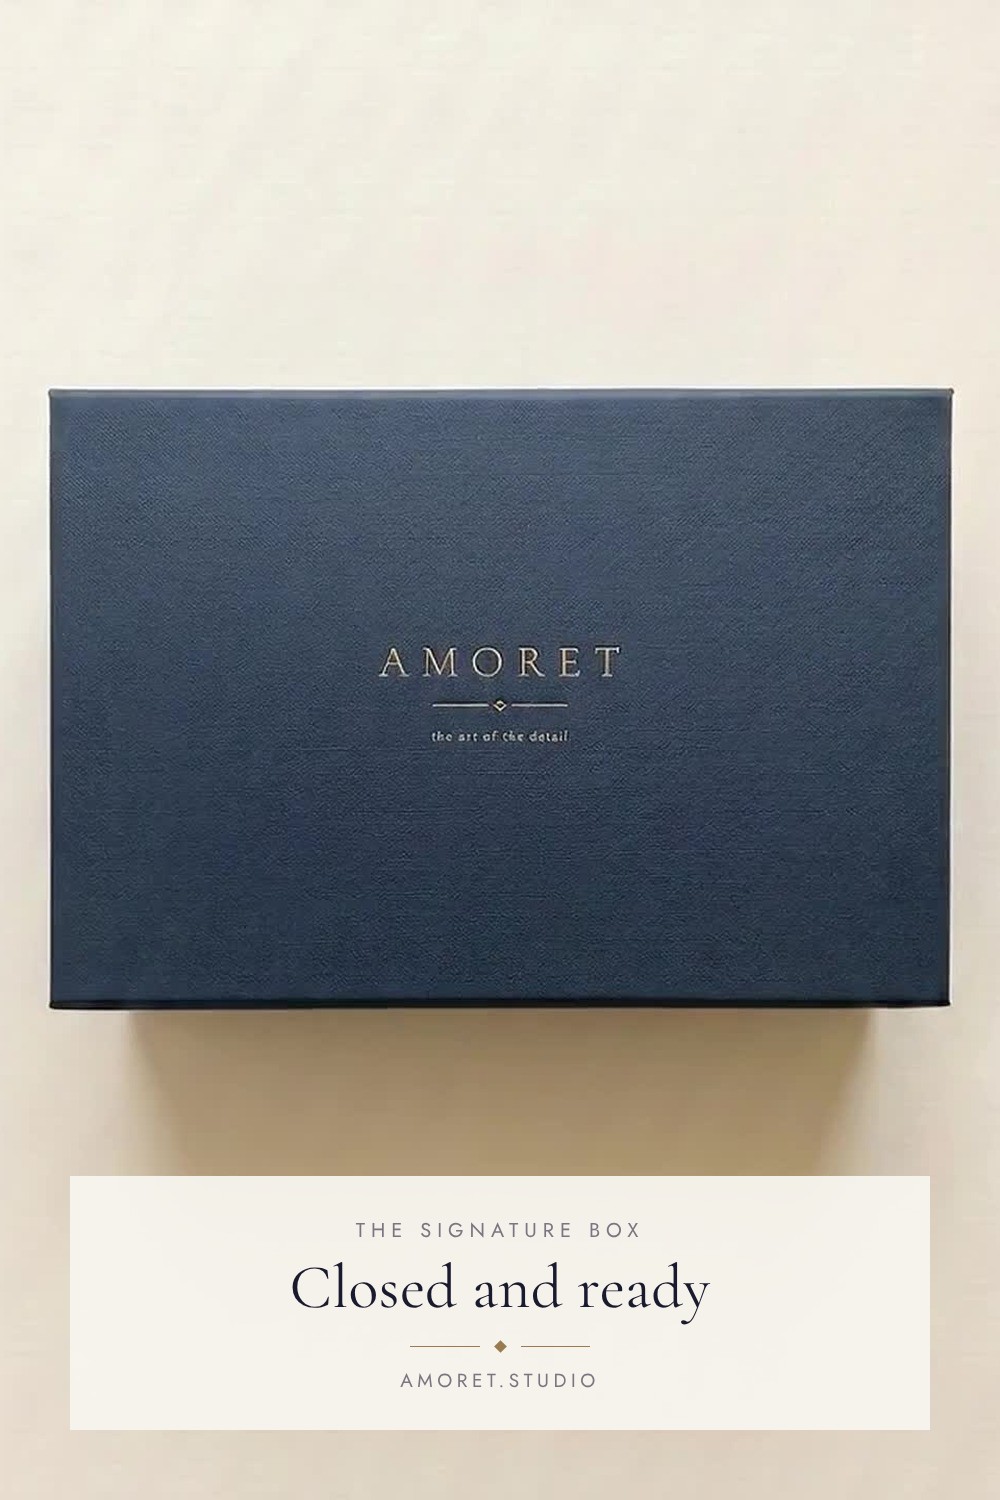 AMORET
the art of the detail
THE SIGNATURE BOX
Closed and ready
AMORET.STUDIO